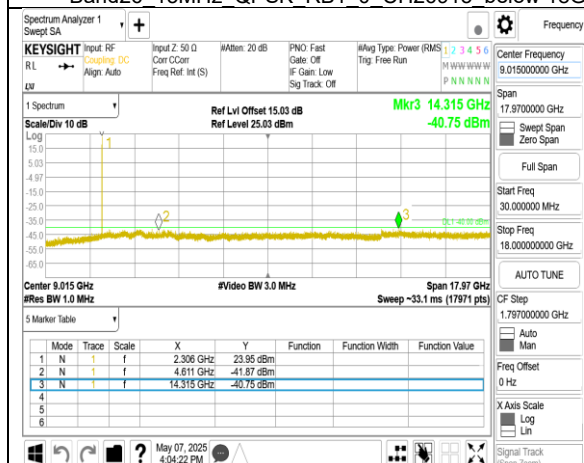 Spectrum Analyzer 1
Swept SA
Frequency
KEYSIGHT
Input: RF
Coupling: DC
Align: Auto
Input Z: 50 Ω
Corr CCorr
Freq Ref: Int (S)
#Atten: 20 dB
PNO: Fast
Gate: Off
IF Gain: Low
Sig Track: Off
#Avg Type: Power (RMS
Trig: Free Run
1 2 3 4 5 6
M W W W W W
P N N N N N
RL
LXI
Center Frequency
9.015000000 GHz
Span
17.9700000 GHz
Swept Span
Zero Span
Full Span
Start Freq
30.000000 MHz
Stop Freq
18.000000000 GHz
AUTO TUNE
CF Step
1.797000000 GHz
Auto
Man
Freq Offset
0 Hz
X Axis Scale
Log
Lin
Signal Track
1 Spectrum
Scale/Div 10 dB
Ref Lvl Offset 15.03 dB
Ref Level 25.03 dBm
Mkr3 14.315 GHz
-40.75 dBm
Log
15.0
5.03
-4.97
-15.0
-25.0
-35.0
-45.0
-55.0
-65.0
1
2
3
DL1 -40.00 dBm
Center 9.015 GHz
#Res BW 1.0 MHz
#Video BW 3.0 MHz
Span 17.97 GHz
Sweep ~33.1 ms (17971 pts)
5 Marker Table
Mode Trace Scale X Y Function Function Width Function Value
1 N 1 f 2.306 GHz 23.95 dBm
2 N 1 f 4.611 GHz -41.87 dBm
3 N 1 f 14.315 GHz -40.75 dBm
4
5
6
May 07, 2025
4:04:22 PM